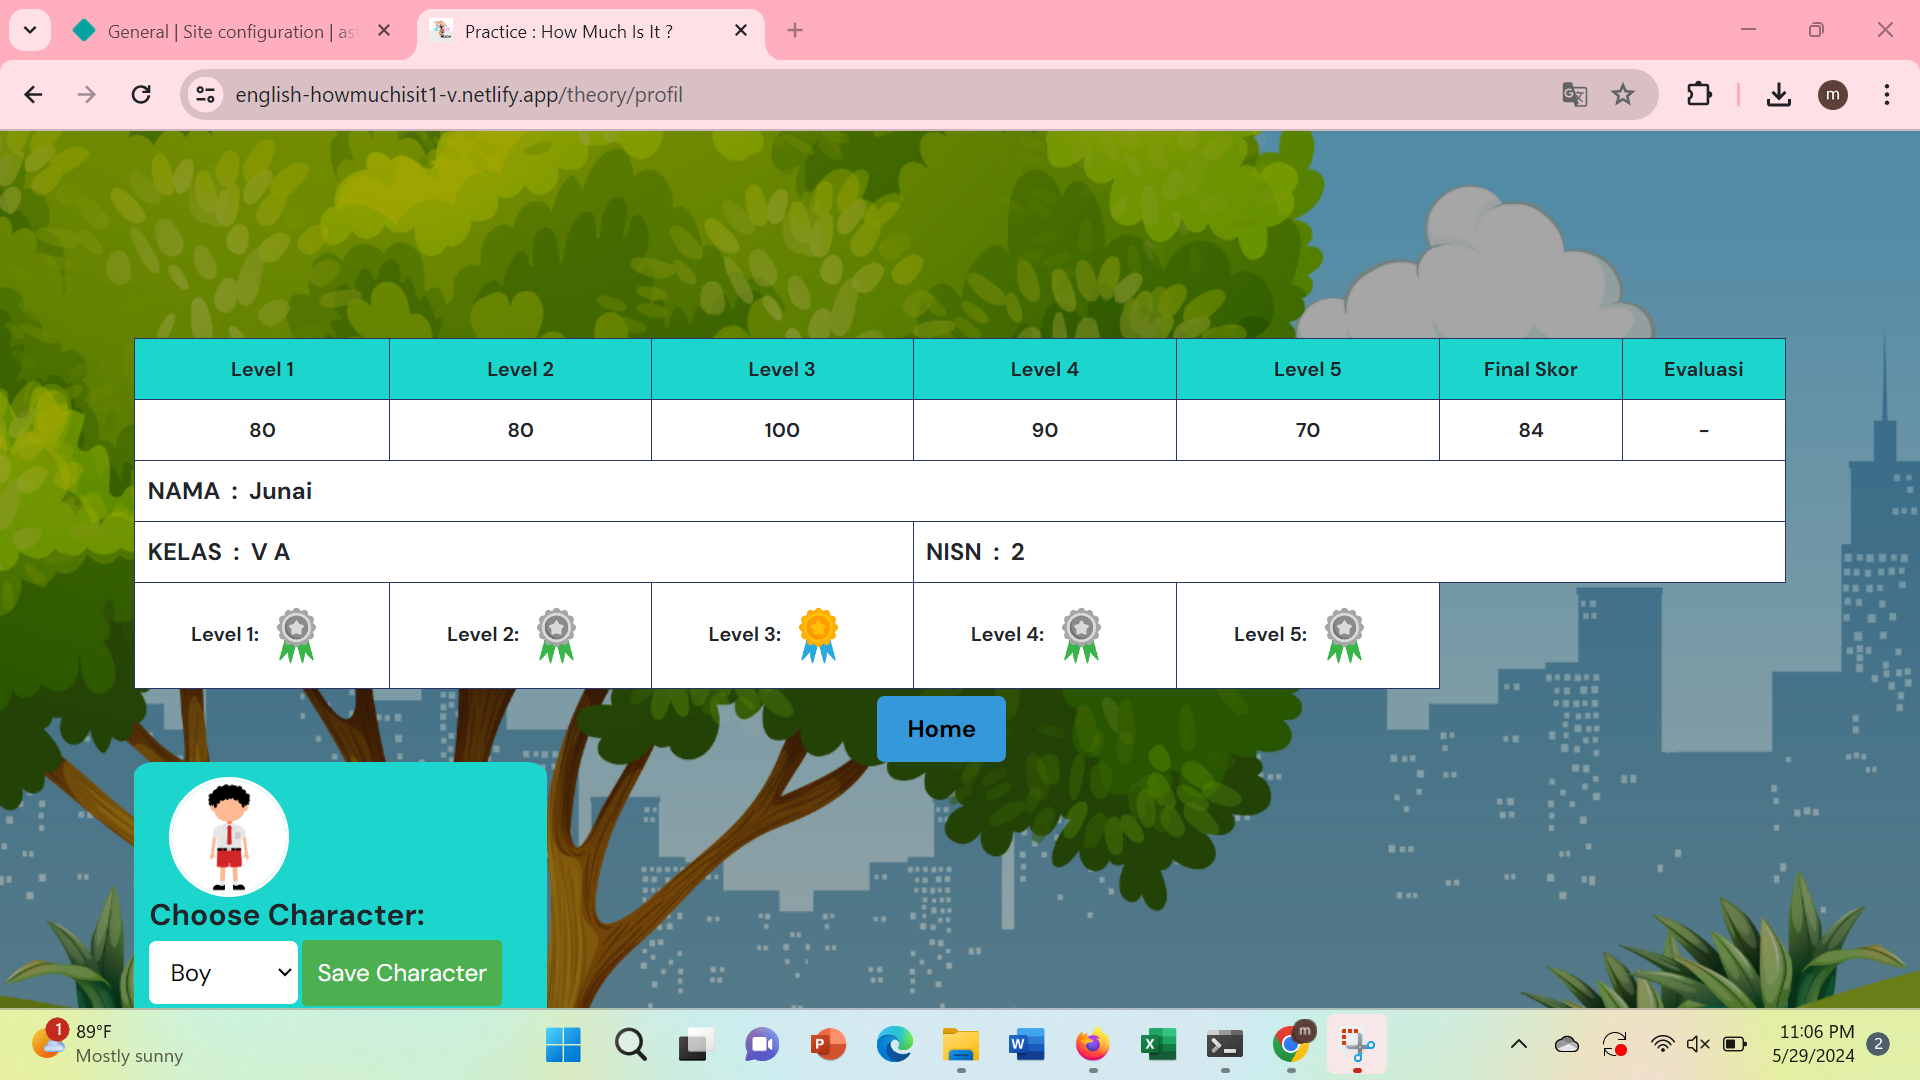 General | Site configuration | as
Practice : How Much Is It ?
english-howmuchisit1-v.netlify.app/theory/profil
m
Level 1 Level 2 Level 3 Level 4 Level 5 Final Skor Evaluasi
80 80 100 90 70 84 -
NAMA : Junai
KELAS : V A NISN : 2
Level 1: Level 2: Level 3: Level 4: Level 5:
Home
Choose Character:
Boy Save Character
1 89°F
Mostly sunny
P W X m
11:06 PM
5/29/2024 2